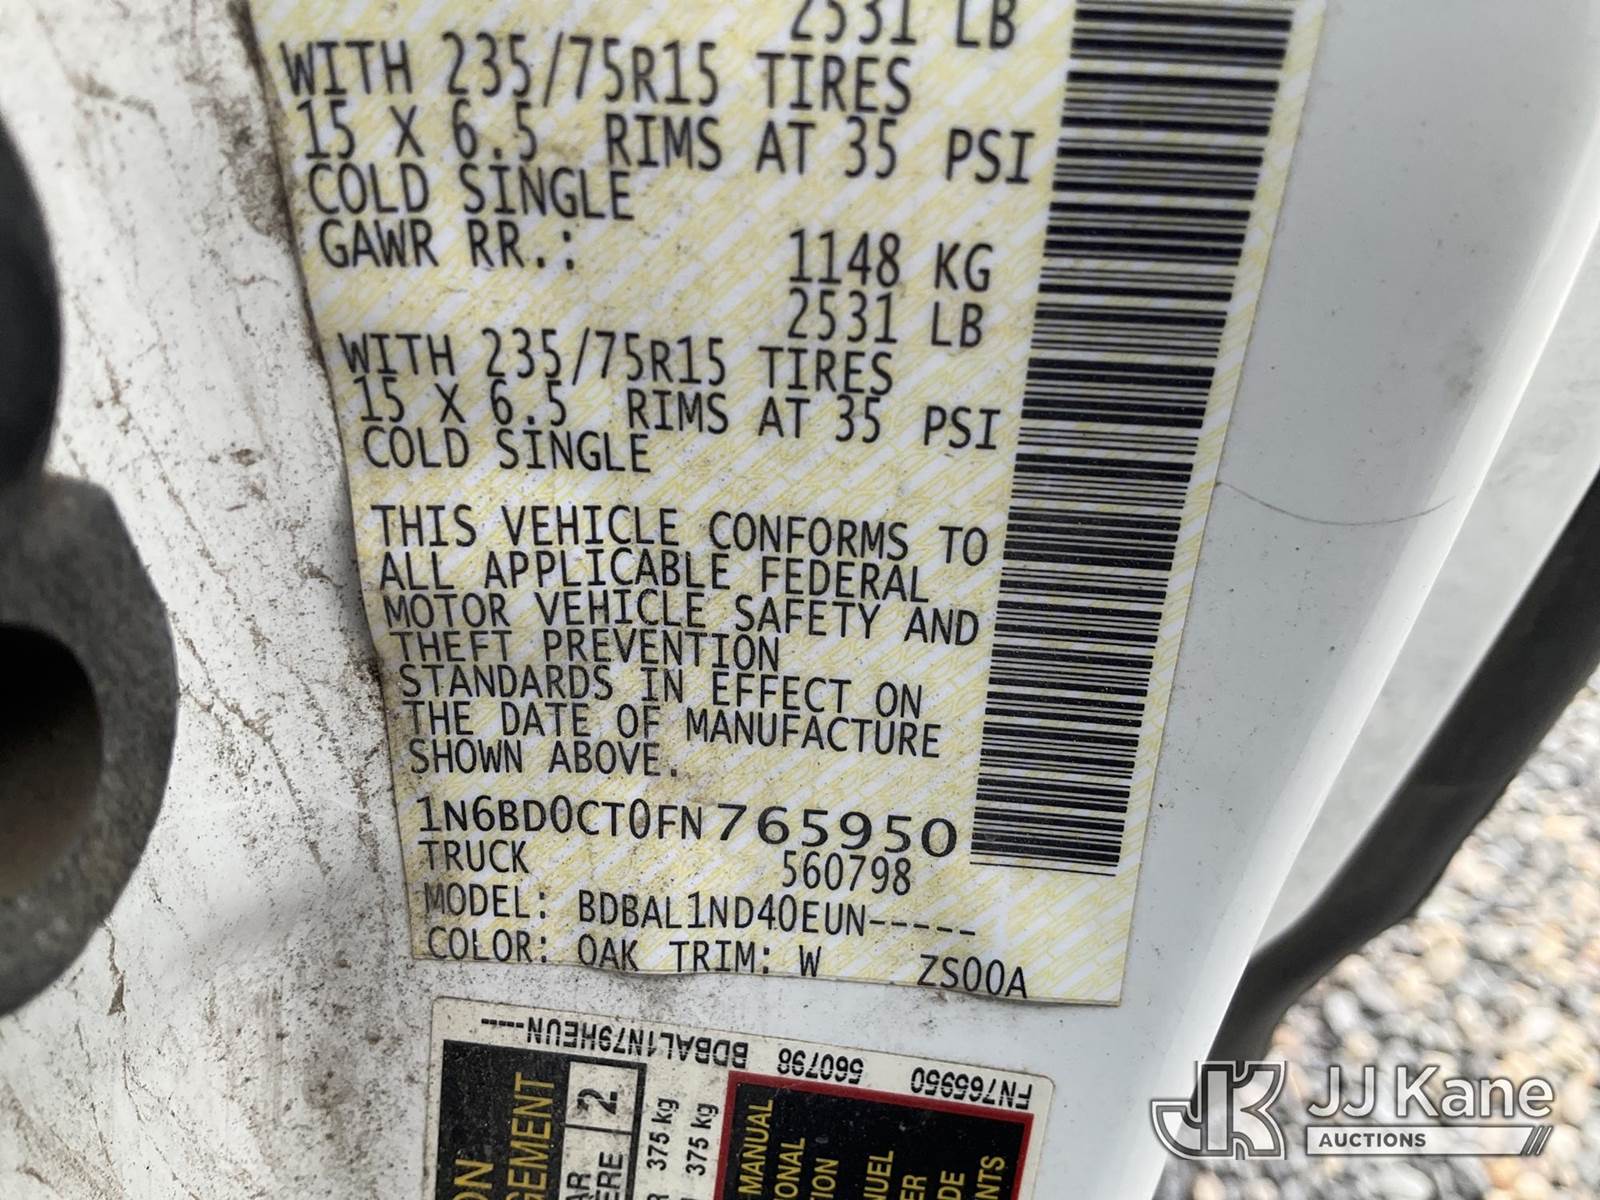 2531 LB
WITH 235/75R15 TIRES
15 X 6.5 RIMS AT 35 PSI
COLD SINGLE
GAWR RR.: 1148 KG
2531 LB
WITH 235/75R15 TIRES
15 X 6.5 RIMS AT 35 PSI
COLD SINGLE
THIS VEHICLE CONFORMS TO
ALL APPLICABLE FEDERAL
MOTOR VEHICLE SAFETY AND
THEFT PREVENTION
STANDARDS IN EFFECT ON
THE DATE OF MANUFACTURE
SHOWN ABOVE.
1N6BD0CT0FN765950
TRUCK 560798
MODEL: BDBAL1ND40EUN-----
COLOR: QAK TRIM: W ZS00A
FN765950 560798 BDBAL1N79HEUN-----
2
375 kg
375 kg
MANUAL
JJ Kane
AUCTIONS